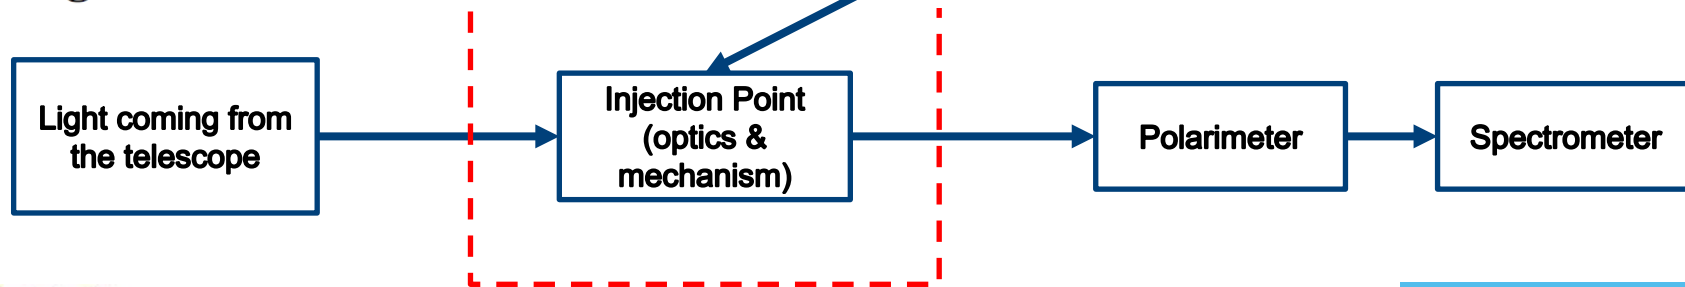 Light coming from
the telescope
Injection Point
(optics &
mechanism)
Polarimeter
Spectrometer